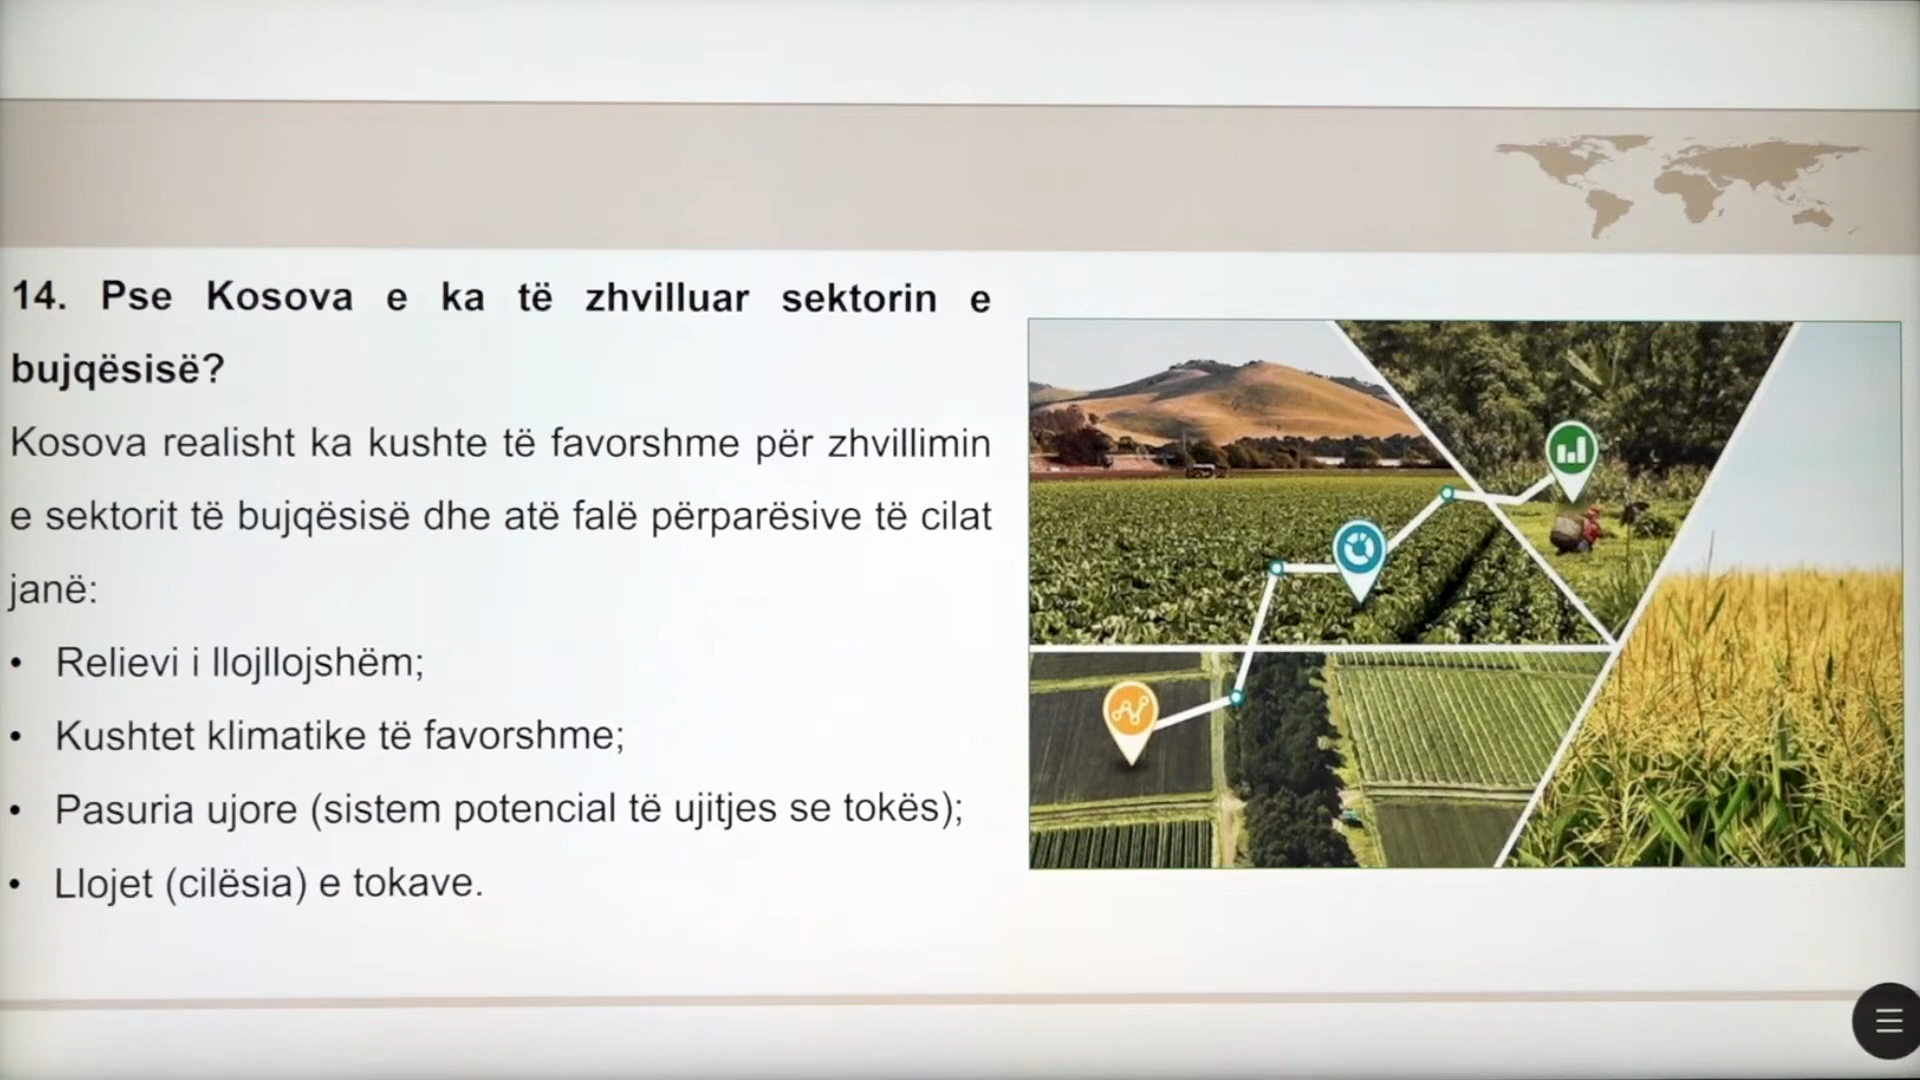 14. Pse Kosova e ka të zhvilluar sektorin e
bujqësisë?
Kosova realisht ka kushte të favorshme për zhvillimin
e sektorit të bujqësisë dhe atë falë përparësive të cilat
janë:
• Relievi i llojllojshëm;
• Kushtet klimatike të favorshme;
• Pasuria ujore (sistem potencial të ujitjes se tokës);
• Llojet (cilësia) e tokave.